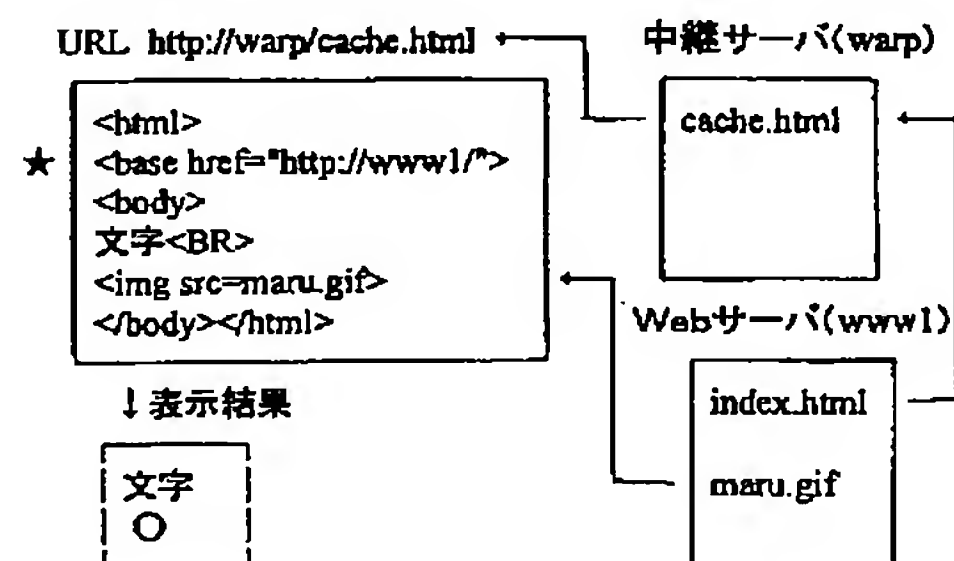 URL http://warp/cache.html
中継サーバ(warp)
<html>
★ <base href="http://www1/">
<body>
文字<BR>
<img src=maru.gif>
</body></html>
cache.html
Webサーバ(www1)
index.html
maru.gif
↓表示結果
文字
○